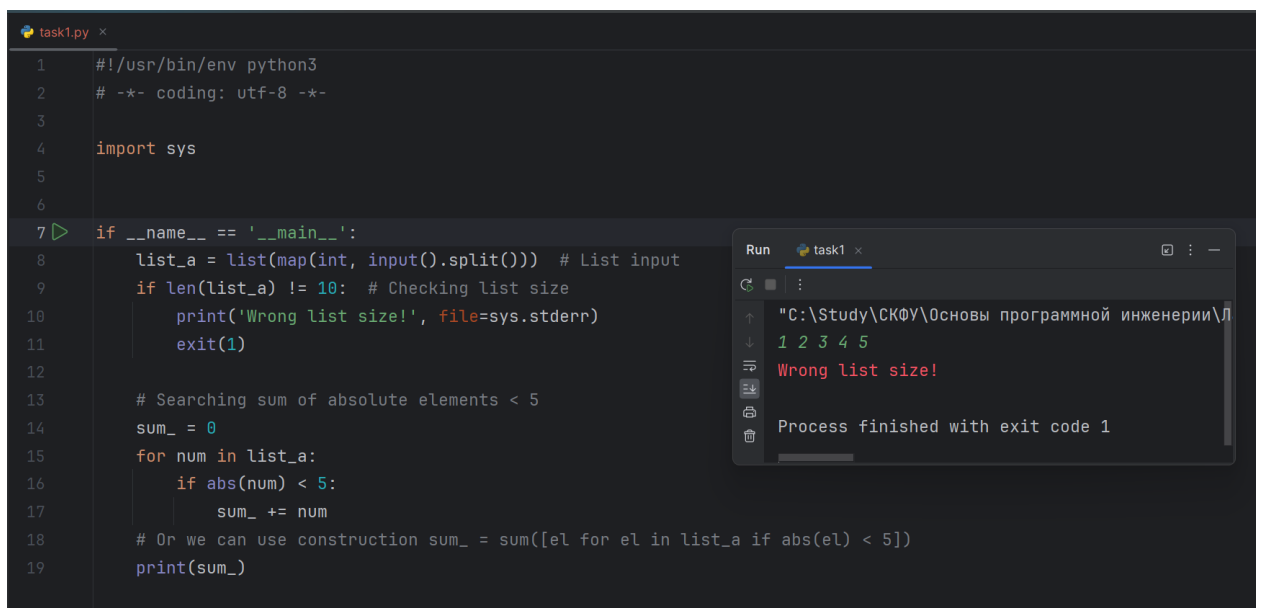 task1.py ×
1 #!/usr/bin/env python3
2 # -*- coding: utf-8 -*-
3
4 import sys
5
6
7 if __name__ == '__main__':
8     list_a = list(map(int, input().split()))  # List input
9     if len(list_a) != 10:  # Checking list size
10         print('Wrong list size!', file=sys.stderr)
11         exit(1)
12
13     # Searching sum of absolute elements < 5
14     sum_ = 0
15     for num in list_a:
16         if abs(num) < 5:
17             sum_ += num
18     # Or we can use construction sum_ = sum([el for el in list_a if abs(el) < 5])
19     print(sum_)
Run task1 ×
"C:\Study\СКФУ\Основы программной инженерии\Л
1 2 3 4 5
Wrong list size!
Process finished with exit code 1